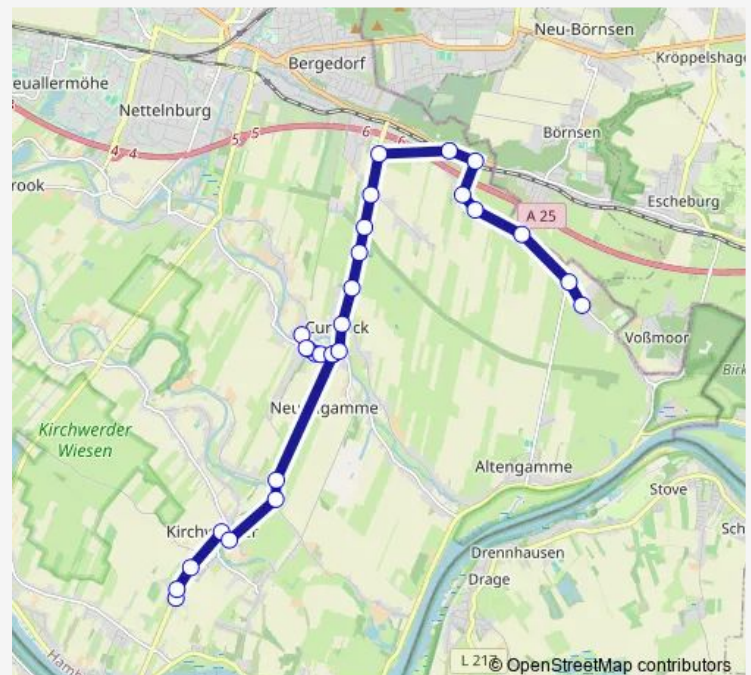 Neu-Börnsen
Bergedorf
Kröppelshage
euallermöhe
Nettelnburg
5 5
6
6
4 4
Börnsen
rook
Escheburg
A 25
Voßmoor
Kirchwerder
Wiesen
Altengamme
Stove
Drennhausen
Drage
L 217
© OpenStreetMap contributors